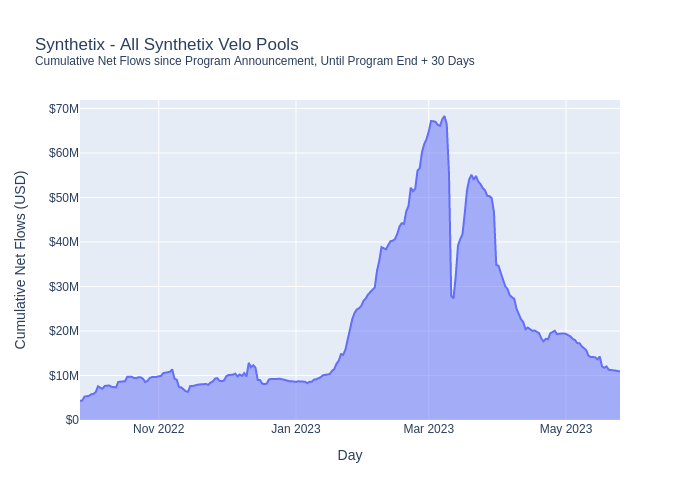 Synthetix - All Synthetix Velo Pools
Cumulative Net Flows since Program Announcement, Until Program End + 30 Days
Cumulative Net Flows (USD)
$70M
$60M
$50M
$40M
$30M
$20M
$10M
$0
Nov 2022
Jan 2023
Mar 2023
May 2023
Day